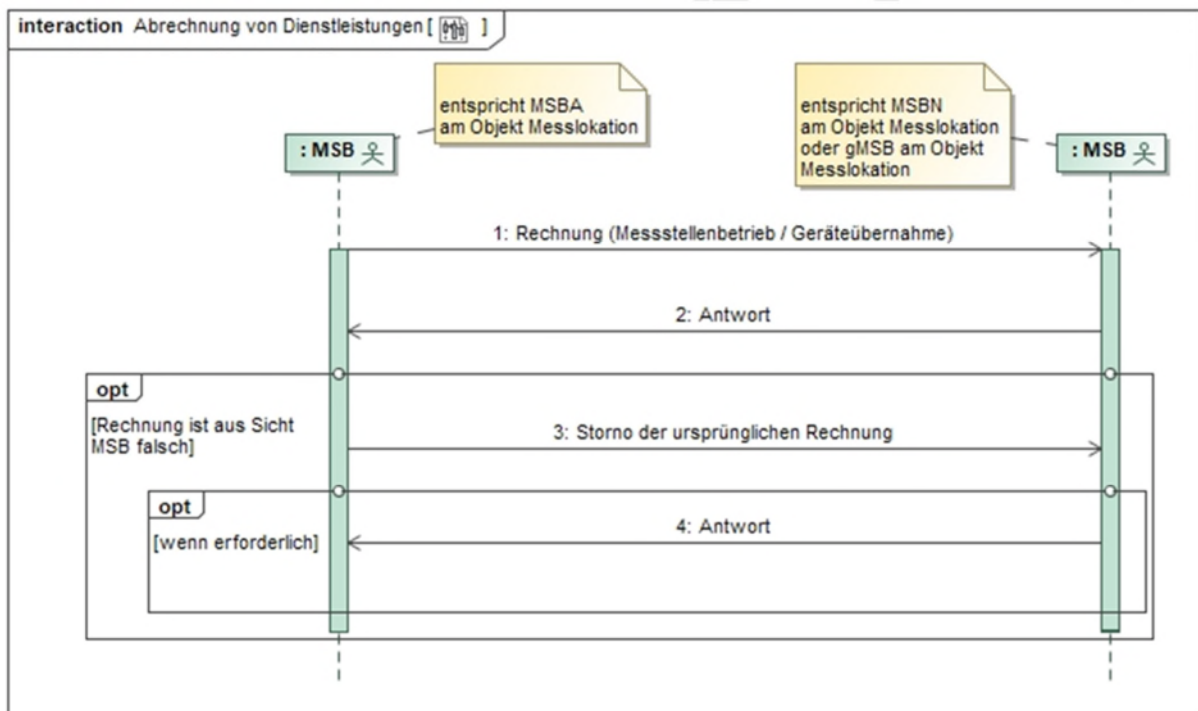 interaction Abrechnung von Dienstleistungen [ ]
entspricht MSBA
am Objekt Messlokation
entspricht MSBN
am Objekt Messlokation
oder gMSB am Objekt
Messlokation
: MSB
: MSB
1: Rechnung (Messstellenbetrieb / Geräteübernahme)
2: Antwort
opt
[Rechnung ist aus Sicht
MSB falsch]
3: Storno der ursprünglichen Rechnung
opt
[wenn erforderlich]
4: Antwort